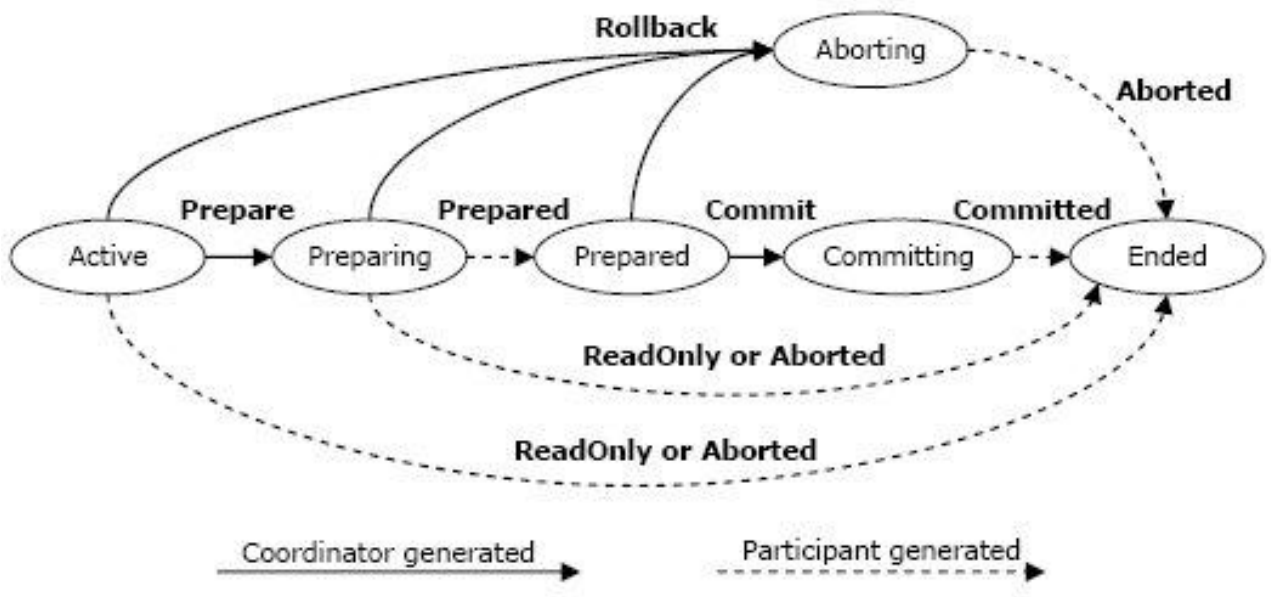 Rollback
Aborting
Aborted
Prepare
Prepared
Commit
Committed
Active
Preparing
Prepared
Committing
Ended
ReadOnly or Aborted
ReadOnly or Aborted
Coordinator generated
Participant generated